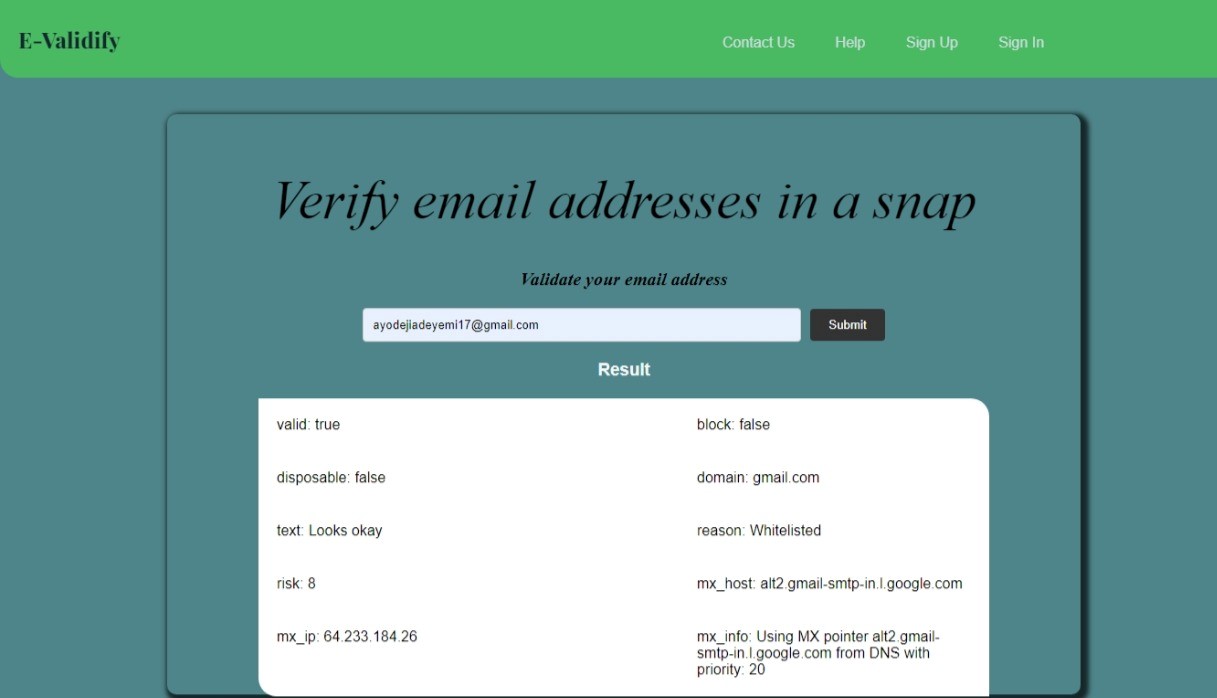 E-Validify
Contact Us Help Sign Up Sign In
Verify email addresses in a snap
Validate your email address
ayodejiadeyemi17@gmail.com Submit
Result
valid: true block: false
disposable: false domain: gmail.com
text: Looks okay reason: Whitelisted
risk: 8 mx_host: alt2.gmail-smtp-in.l.google.com
mx_ip: 64.233.184.26 mx_info: Using MX pointer alt2.gmail-
smtp-in.l.google.com from DNS with
priority: 20